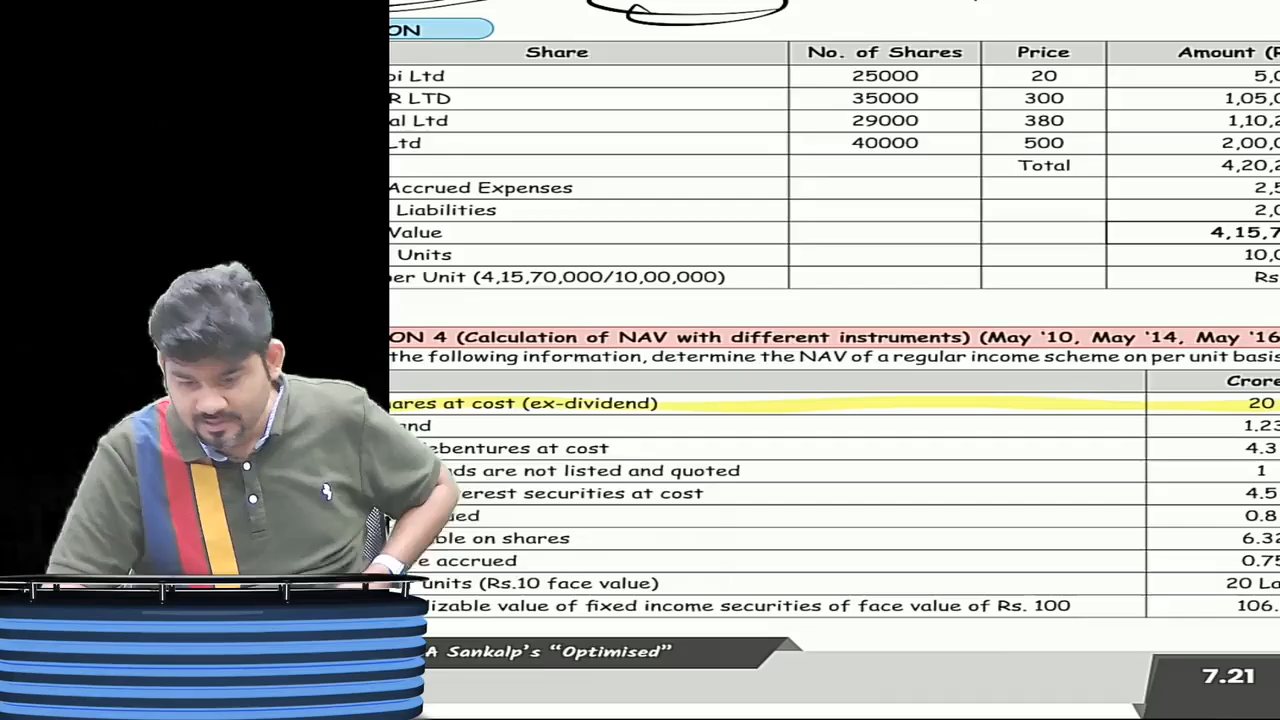 ON
Share No. of Shares Price Amount (R
oi Ltd 25000 20 5,0
R LTD 35000 300 1,05,0
al Ltd 29000 380 1,10,2
Ltd 40000 500 2,00,0
Total 4,20,2
Accrued Expenses 2,5
Liabilities 2,0
Value 4,15,7
Units 10,0
er Unit (4,15,70,000/10,00,000) Rs
ON 4 (Calculation of NAV with different instruments) (May '10, May '14, May '16
the following information, determine the NAV of a regular income scheme on per unit basis
Crore
ares at cost (ex-dividend) 20
and 1.23
ebentures at cost 4.3
ds are not listed and quoted 1
erest securities at cost 4.5
ed 0.8
ble on shares 6.32
e accrued 0.75
units (Rs.10 face value) 20 La
lizable value of fixed income securities of face value of Rs. 100 106.
A Sankalp's "Optimised"
7.21